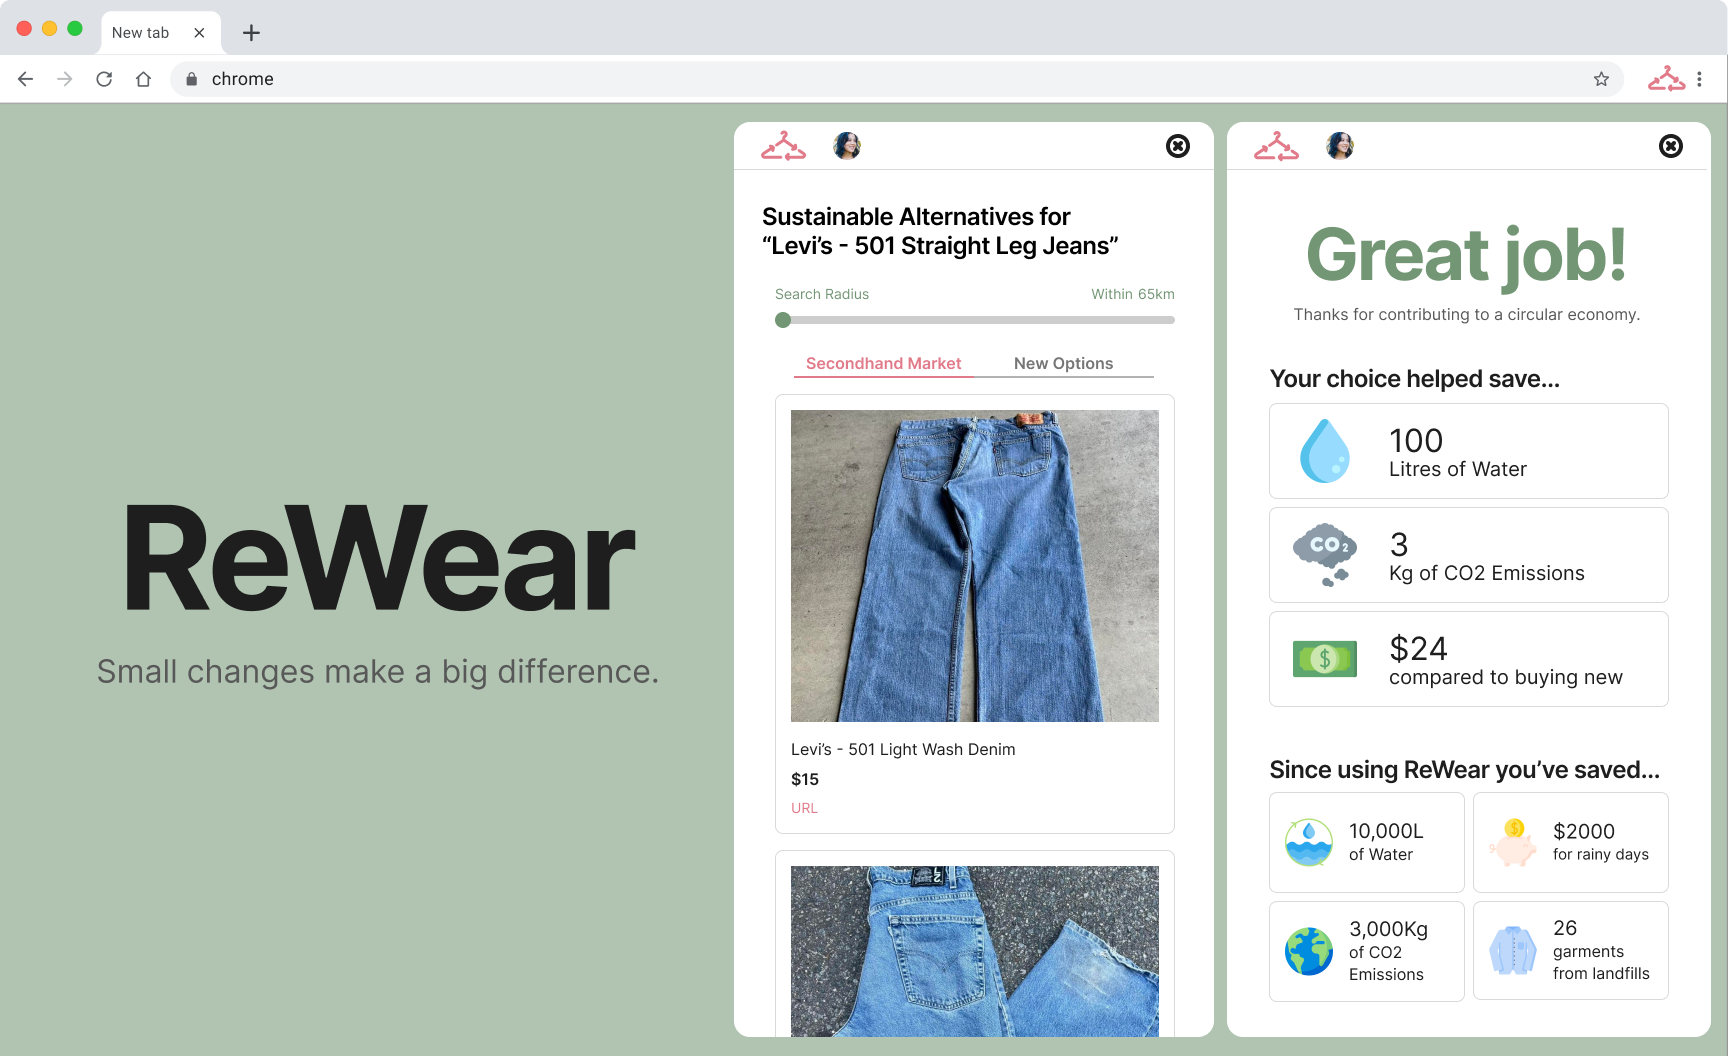 New tab
chrome
ReWear
Small changes make a big difference.
Sustainable Alternatives for
“Levi’s - 501 Straight Leg Jeans”
Search Radius
Within 65km
Secondhand Market
New Options
Levi’s - 501 Light Wash Denim
$15
URL
Great job!
Thanks for contributing to a circular economy.
Your choice helped save...
100
Litres of Water
CO2
3
Kg of CO2 Emissions
$
$24
compared to buying new
Since using ReWear you’ve saved...
10,000L
of Water
$
$2000
for rainy days
3,000Kg
of CO2
Emissions
26
garments
from landfills